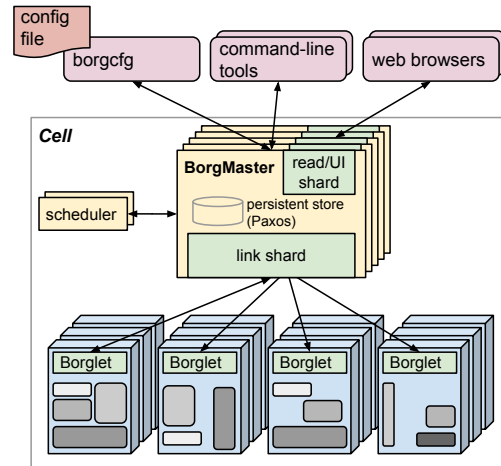 config
file
borgcfg
command-line
tools
web browsers
Cell
BorgMaster
read/UI
shard
persistent store
(Paxos)
scheduler
link shard
Borglet
Borglet
Borglet
Borglet